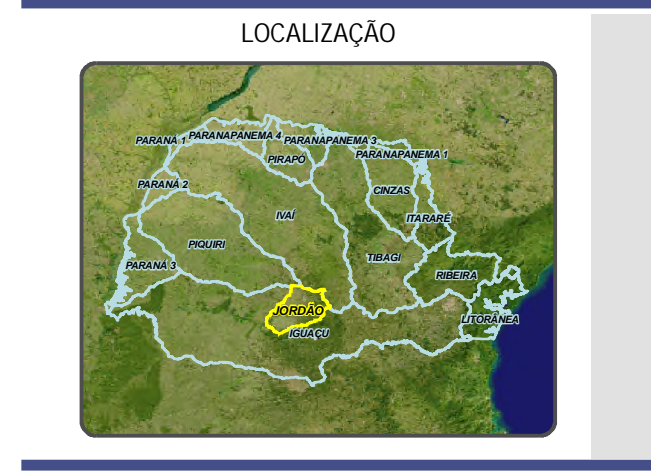 LOCALIZAÇÃO
PARANÁ 1
PARANAPANEMA 4
PARANAPANEMA 3
PIRAPÓ
PARANAPANEMA 1
PARANÁ 2
CINZAS
IVAÍ
ITARARÉ
PIQUIRI
TIBAGI
PARANÁ 3
RIBEIRA
JORDÃO
LITORÂNEA
IGUAÇU